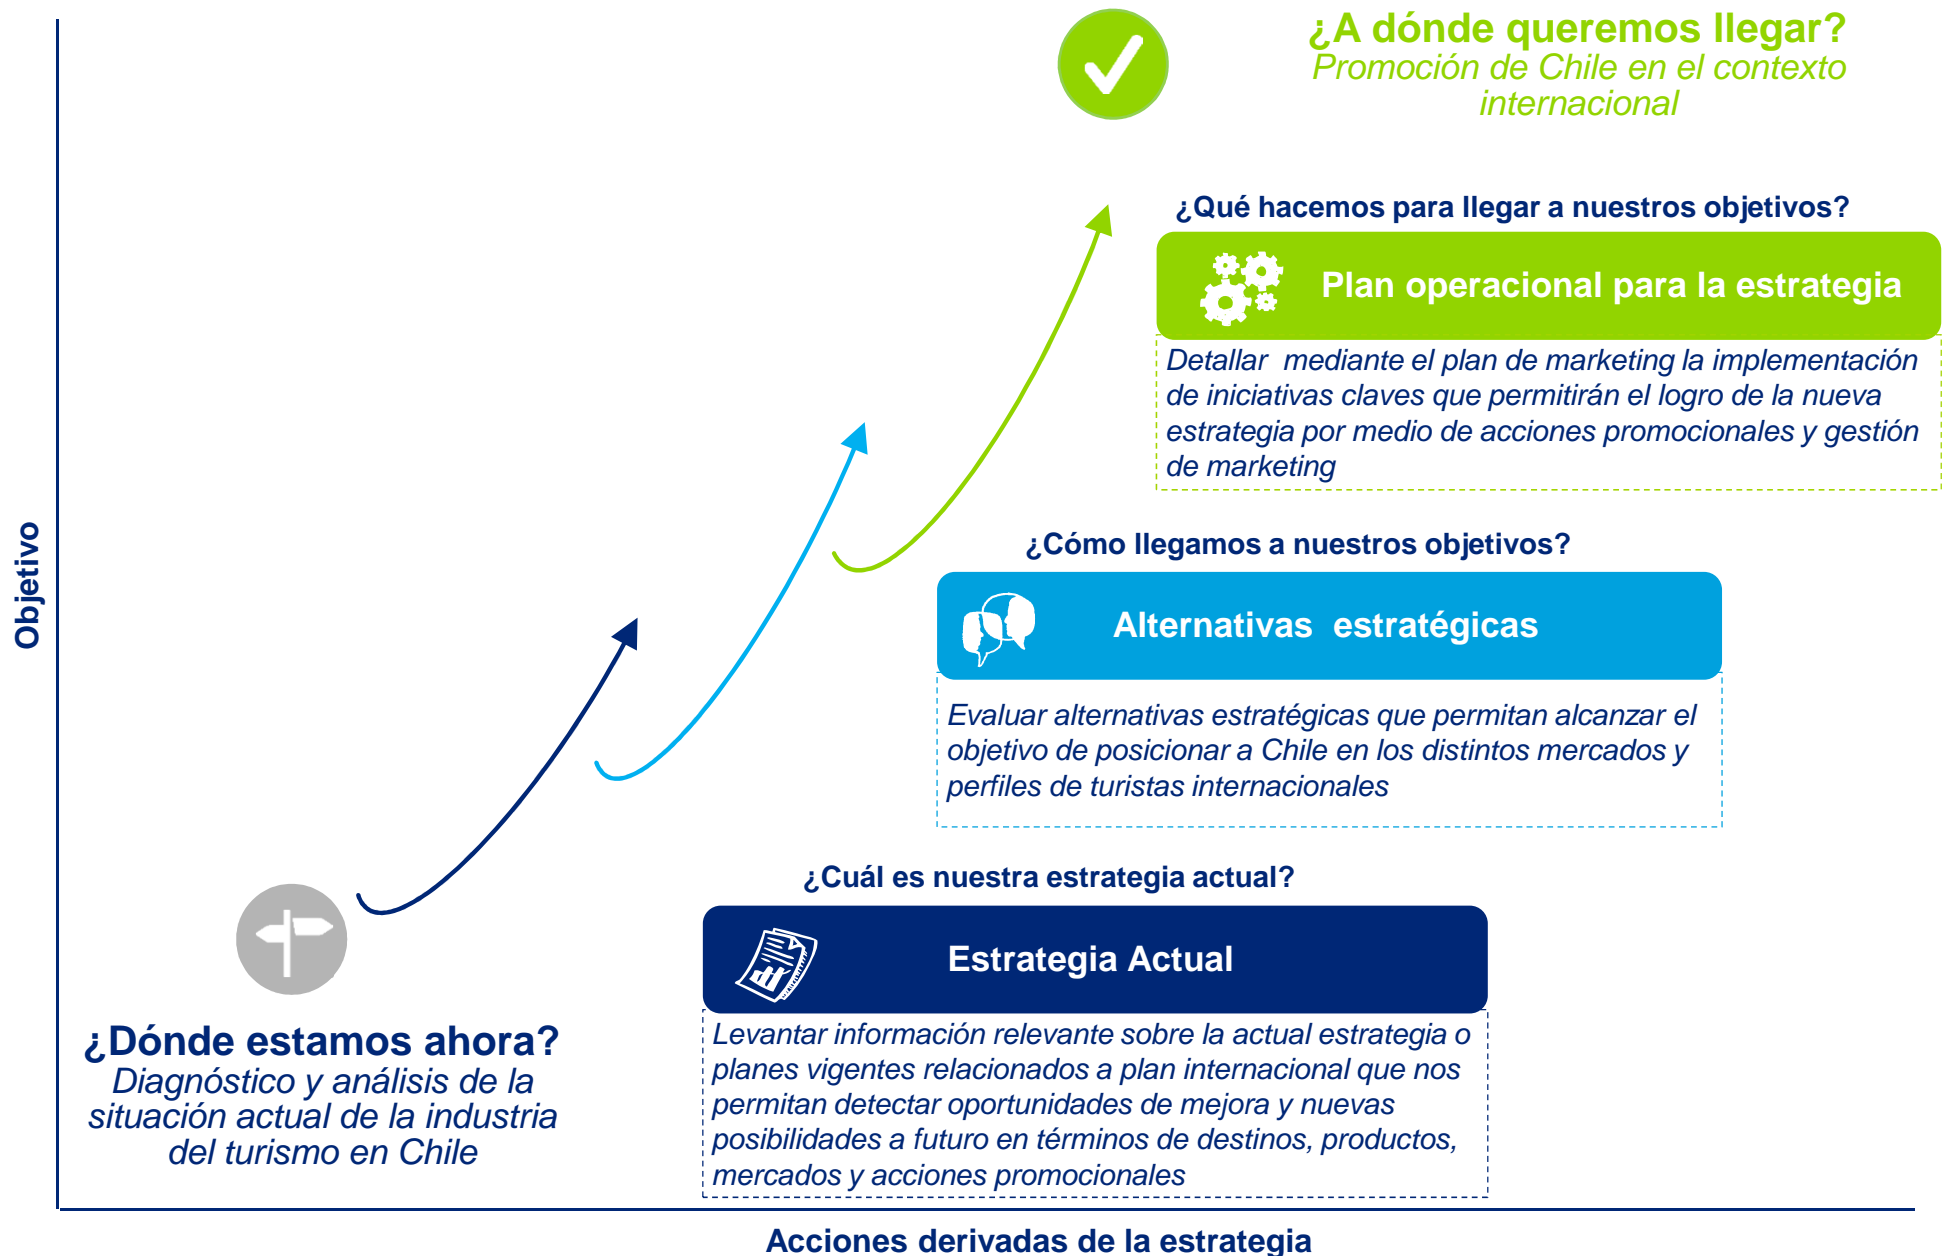 ¿A dónde queremos llegar?
Promoción de Chile en el contexto
internacional
¿Qué hacemos para llegar a nuestros objetivos?
Plan operacional para la estrategia
Detallar mediante el plan de marketing la implementación
de iniciativas claves que permitirán el logro de la nueva
estrategia por medio de acciones promocionales y gestión
de marketing
¿Cómo llegamos a nuestros objetivos?
Alternativas estratégicas
Evaluar alternativas estratégicas que permitan alcanzar el
objetivo de posicionar a Chile en los distintos mercados y
perfiles de turistas internacionales
¿Cuál es nuestra estrategia actual?
Estrategia Actual
Levantar información relevante sobre la actual estrategia o
planes vigentes relacionados a plan internacional que nos
permitan detectar oportunidades de mejora y nuevas
posibilidades a futuro en términos de destinos, productos,
mercados y acciones promocionales
¿Dónde estamos ahora?
Diagnóstico y análisis de la
situación actual de la industria
del turismo en Chile
Objetivo
Acciones derivadas de la estrategia